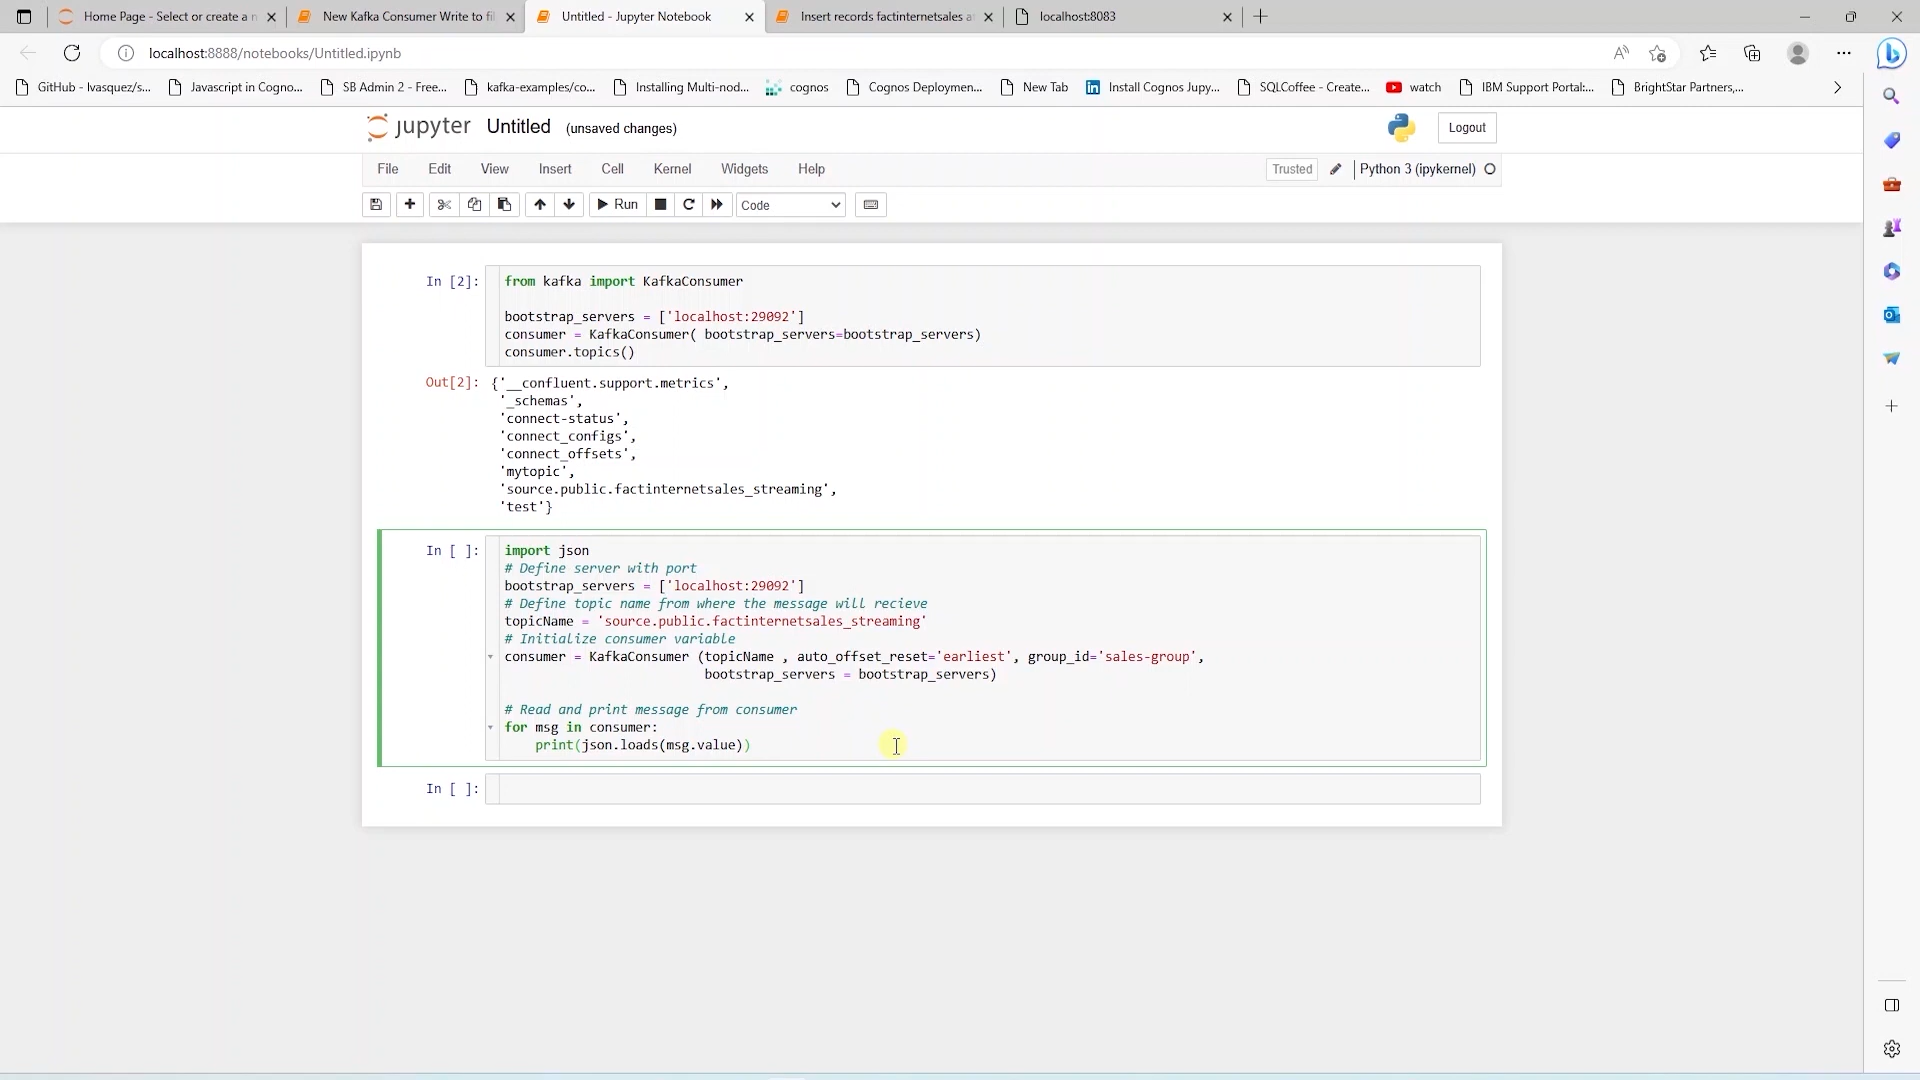 Home Page - Select or create a n
New Kafka Consumer Write to fil
Untitled - Jupyter Notebook
Insert records factinternetsales a
localhost:8083
localhost:8888/notebooks/Untitled.ipynb
GitHub - lvasquez/s...
Javascript in Cogno...
SB Admin 2 - Free...
kafka-examples/co...
Installing Multi-nod...
cognos
Cognos Deploymen...
New Tab
Install Cognos Jupy...
SQLCoffee - Create...
watch
IBM Support Portal:...
BrightStar Partners,...
jupyter Untitled (unsaved changes)
Logout
File Edit View Insert Cell Kernel Widgets Help
Trusted
Python 3 (ipykernel)
Run
Code
In [2]:
from kafka import KafkaConsumer
bootstrap_servers = ['localhost:29092']
consumer = KafkaConsumer( bootstrap_servers=bootstrap_servers)
consumer.topics()
Out[2]:
{'__confluent.support.metrics',
'_schemas',
'connect-status',
'connect_configs',
'connect_offsets',
'mytopic',
'source.public.factinternetsales_streaming',
'test'}
In [ ]:
import json
# Define server with port
bootstrap_servers = ['localhost:29092']
# Define topic name from where the message will recieve
topicName = 'source.public.factinternetsales_streaming'
# Initialize consumer variable
consumer = KafkaConsumer (topicName , auto_offset_reset='earliest', group_id='sales-group',
bootstrap_servers = bootstrap_servers)
# Read and print message from consumer
for msg in consumer:
print(json.loads(msg.value))
In [ ]: